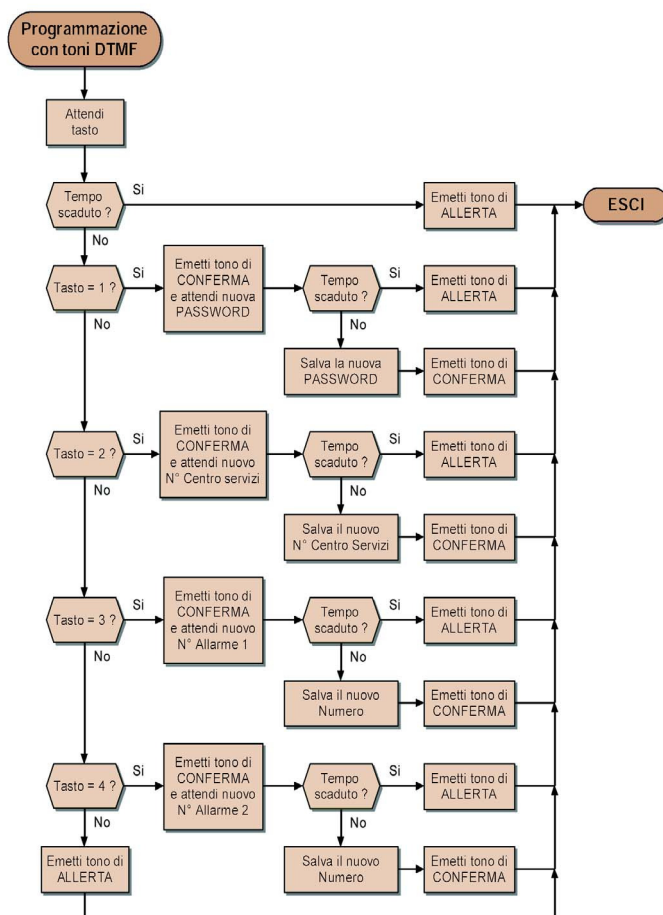 Programmazione
con toni DTMF
Attendi
tasto
Tempo
scaduto ?
Si
Emetti tono di
ALLERTA
ESCI
No
Tasto = 1 ?
Si
Emetti tono di
CONFERMA
e attendi nuova
PASSWORD
Tempo
scaduto ?
Si
Emetti tono di
ALLERTA
No
No
Salva la nuova
PASSWORD
Emetti tono di
CONFERMA
Tasto = 2 ?
Si
Emetti tono di
CONFERMA
e attendi nuovo
N° Centro servizi
Tempo
scaduto ?
Si
Emetti tono di
ALLERTA
No
No
Salva il nuovo
N° Centro Servizi
Emetti tono di
CONFERMA
Tasto = 3 ?
Si
Emetti tono di
CONFERMA
e attendi nuovo
N° Allarme 1
Tempo
scaduto ?
Si
Emetti tono di
ALLERTA
No
No
Salva il nuovo
Numero
Emetti tono di
CONFERMA
Tasto = 4 ?
Si
Emetti tono di
CONFERMA
e attendi nuovo
N° Allarme 2
Tempo
scaduto ?
Si
Emetti tono di
ALLERTA
No
No
Emetti tono di
ALLERTA
Salva il nuovo
Numero
Emetti tono di
CONFERMA